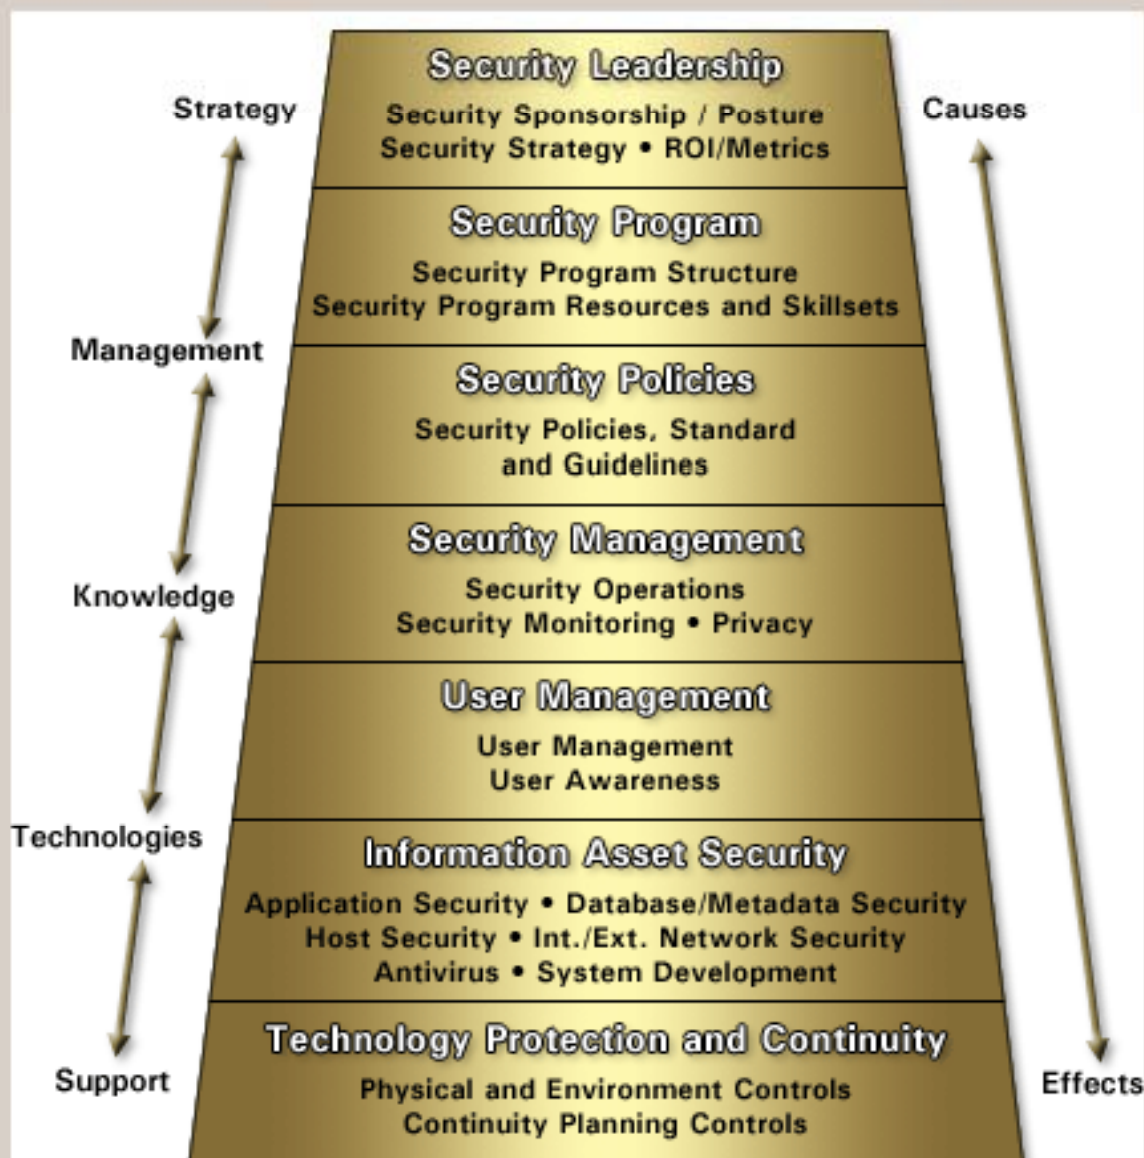 Security Leadership
Strategy
Security Sponsorship / Posture
Causes
Security Strategy • ROI/Metrics
Security Program
Security Program Structure
Security Program Resources and Skillsets
Management
Security Policies
Security Policies, Standard
and Guidelines
Security Management
Security Operations
Knowledge
Security Monitoring • Privacy
User Management
User Management
User Awareness
Technologies
Information Asset Security
Application Security • Database/Metadata Security
Host Security • Int./Ext. Network Security
Antivirus • System Development
Technology Protection and Continuity
Support
Physical and Environment Controls
Effects
Continuity Planning Controls